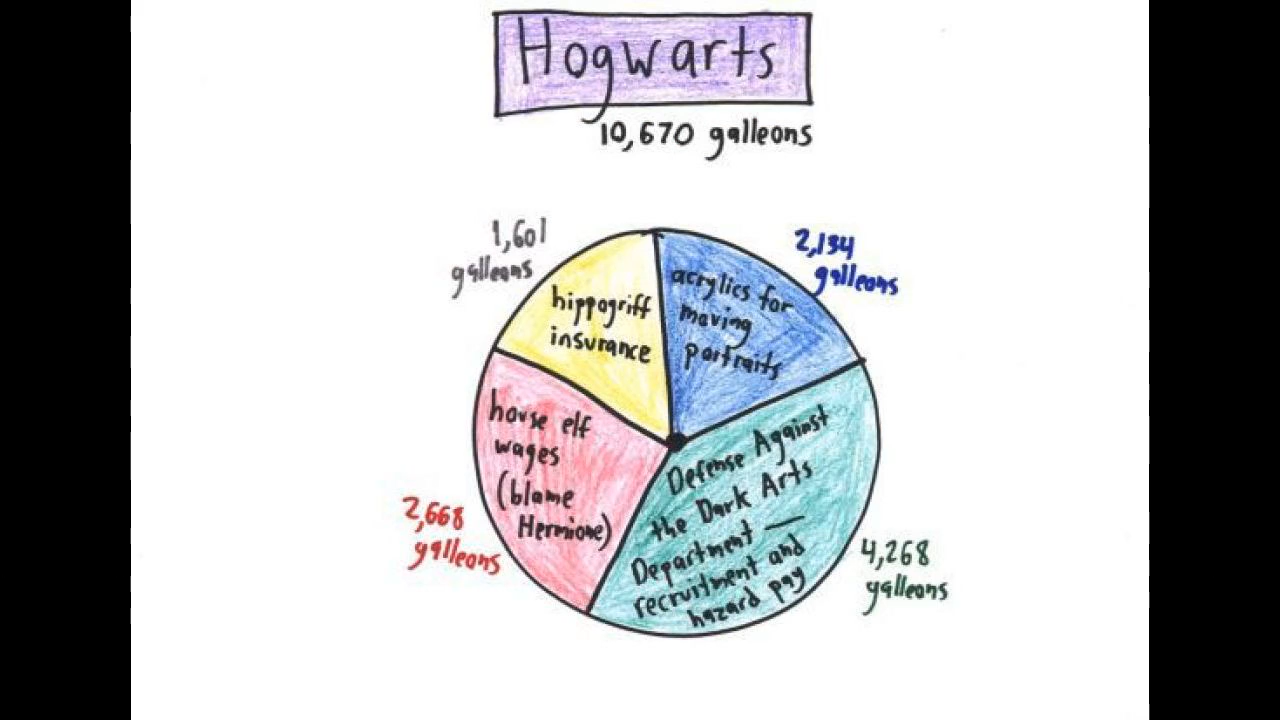 Hogwarts
10,670 galleons
1,601
galleons
hippogriff
insurance
2,134
galleons
acrylics for
moving
portraits
house elf
wages
(blame
Hermione)
2,668
galleons
Defense Against
the Dark Arts
Department —
recruitment and
hazard pay
4,268
galleons